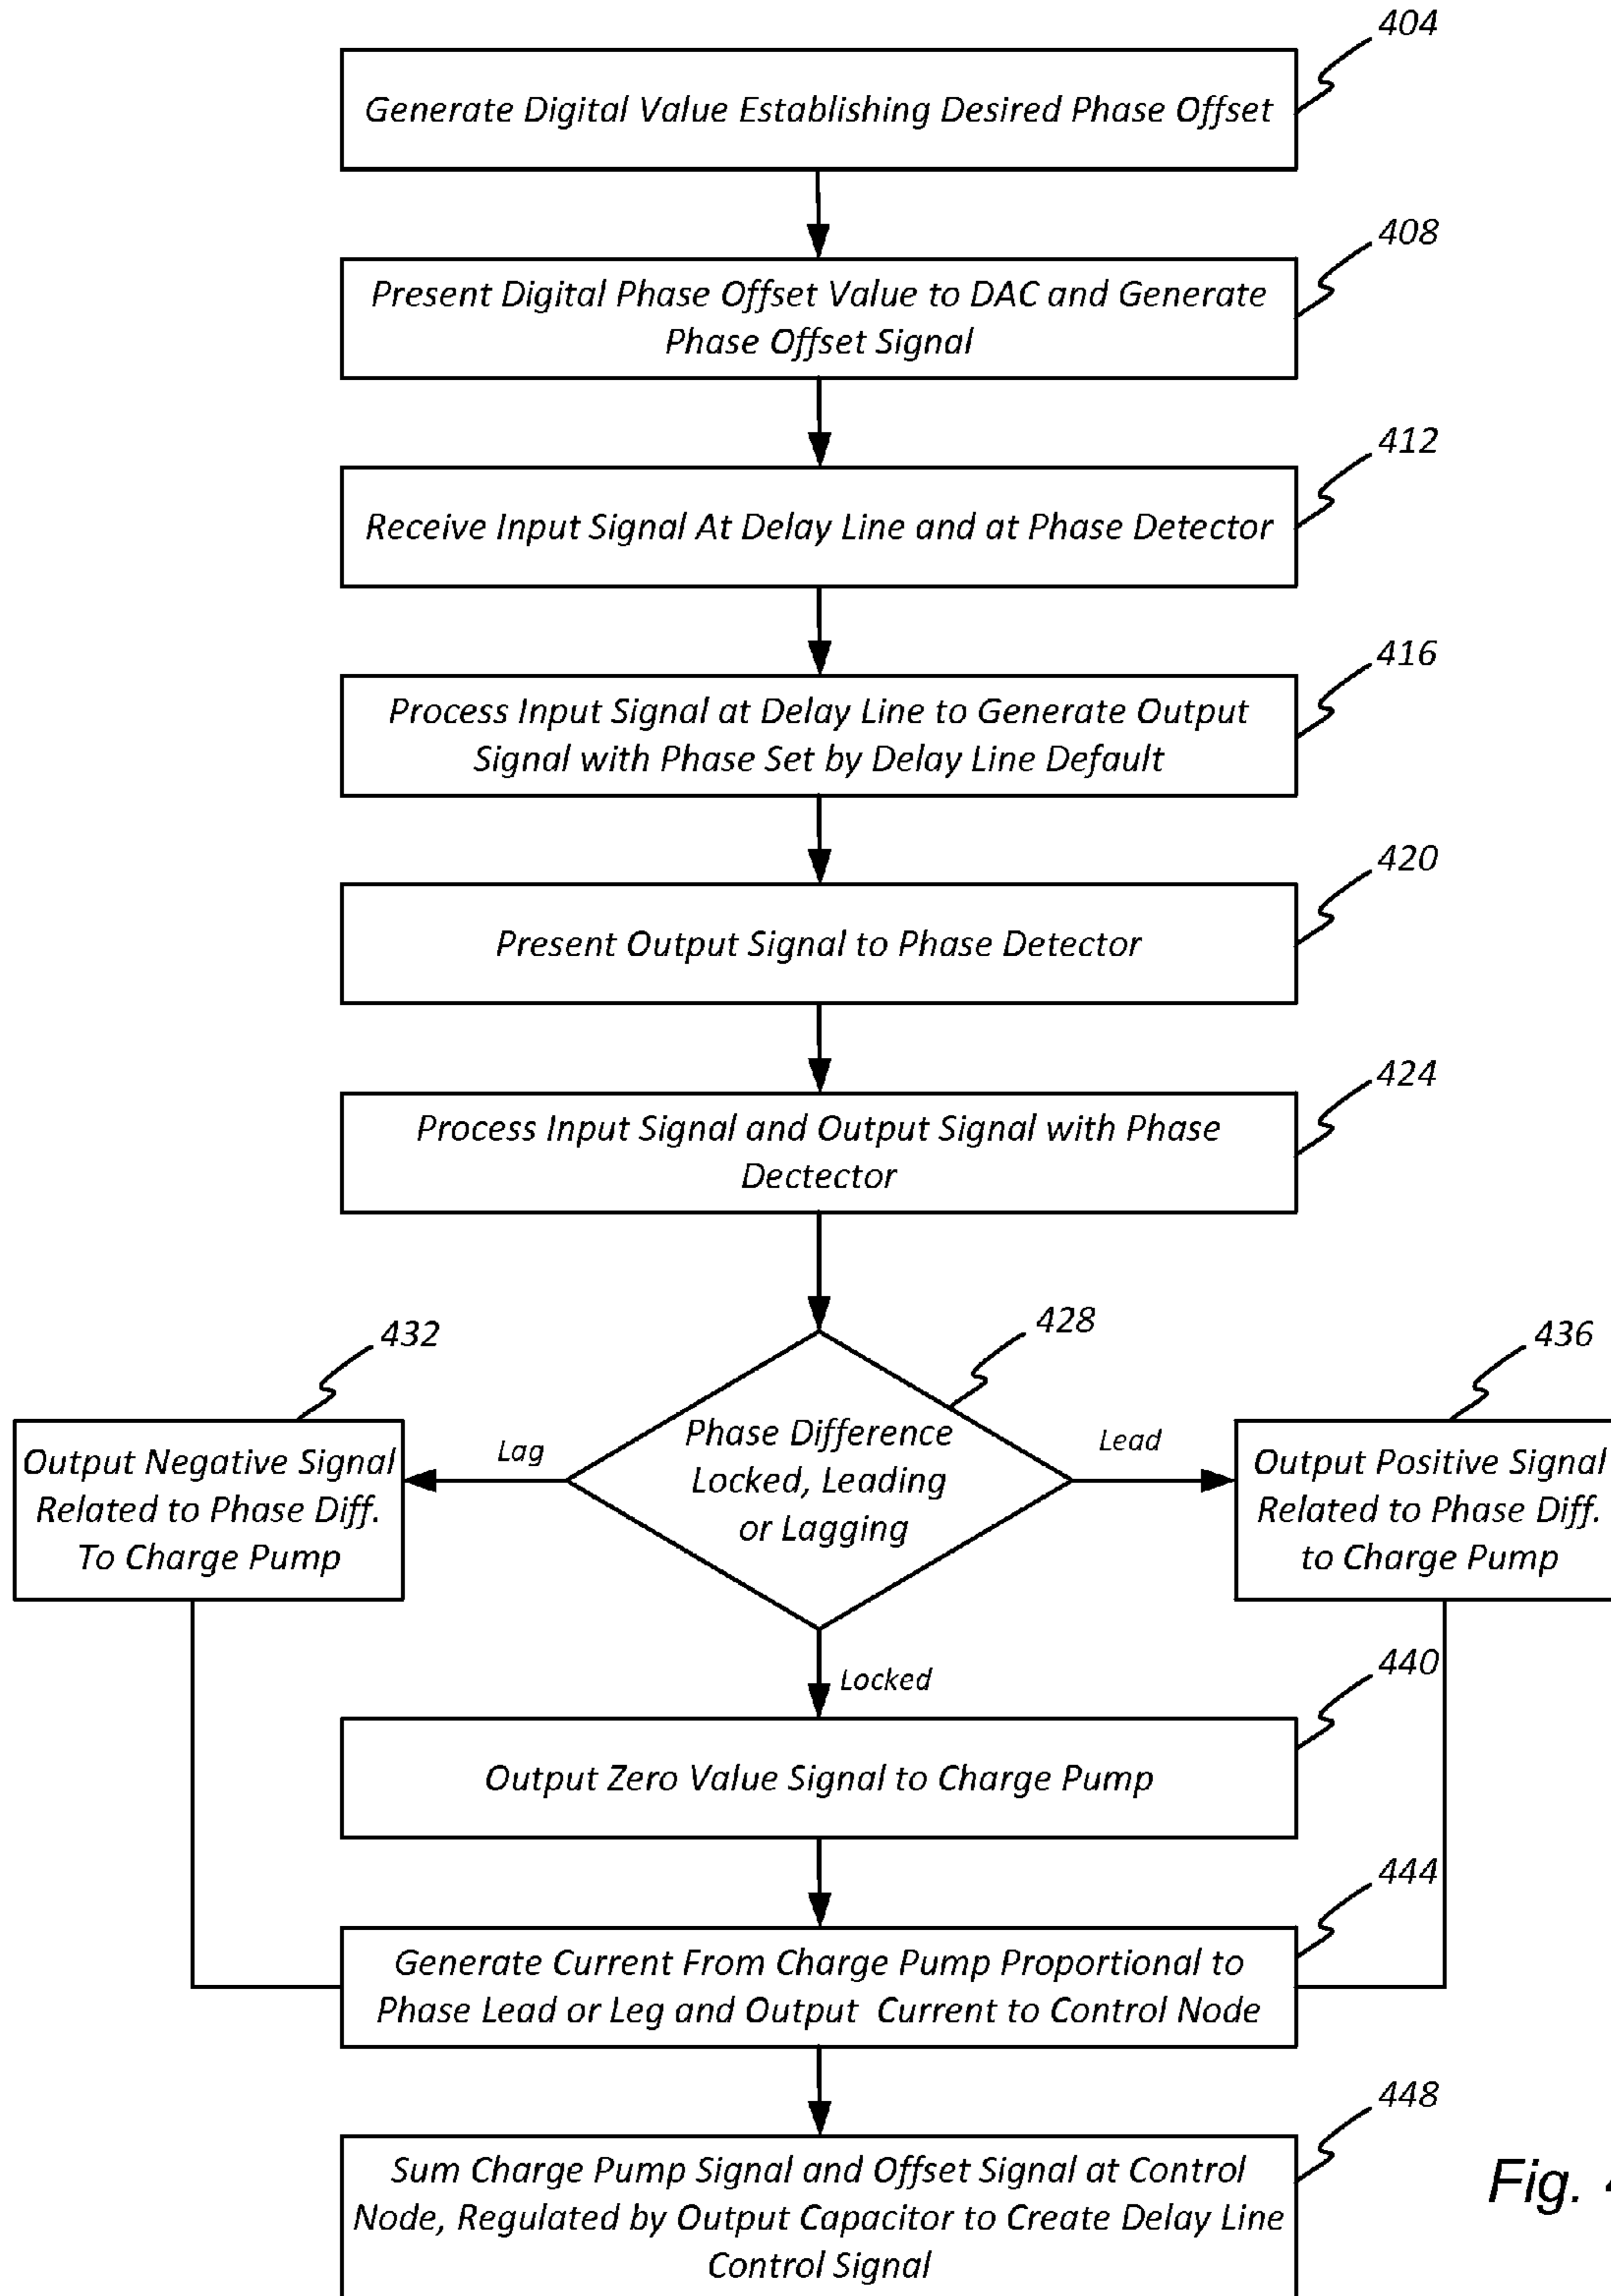 404
Generate Digital Value Establishing Desired Phase Offset
408
Present Digital Phase Offset Value to DAC and Generate
Phase Offset Signal
412
Receive Input Signal At Delay Line and at Phase Detector
416
Process Input Signal at Delay Line to Generate Output
Signal with Phase Set by Delay Line Default
420
Present Output Signal to Phase Detector
424
Process Input Signal and Output Signal with Phase
Dectector
428
Phase Difference
Locked, Leading
or Lagging
Lag
432
Output Negative Signal
Related to Phase Diff.
To Charge Pump
Lead
436
Output Positive Signal
Related to Phase Diff.
to Charge Pump
Locked
440
Output Zero Value Signal to Charge Pump
444
Generate Current From Charge Pump Proportional to
Phase Lead or Leg and Output Current to Control Node
448
Sum Charge Pump Signal and Offset Signal at Control
Node, Regulated by Output Capacitor to Create Delay Line
Control Signal
Fig.